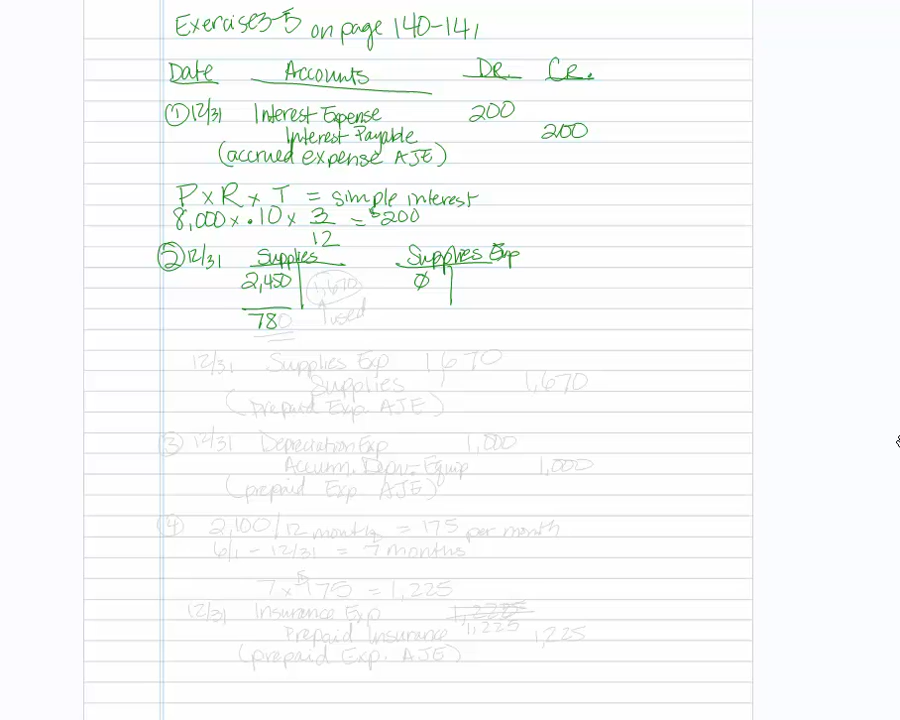 Exercise 3-5 on page 140-141
Date Accounts DR. CR.
① 12/31 Interest Expense 200
Interest Payable 200
(accrued expense AJE)
P x R x T = simple interest
8,000 x .10 x 3/12 = $200
② 12/31 Supplies Supplies Exp
2,450 1,670 ∅
780 ↑used
12/31 Supplies Exp 1,670
Supplies 1,670
(prepaid Exp. AJE)
③ 12/31 Depreciation Exp 1,000
Accum. Depr.- Equip 1,000
(prepaid Exp AJE)
④ 2,100/12 months = 175 per month
6/1 - 12/31 = 7 months
7 x $175 = 1,225
12/31 Insurance Exp 1,225
Prepaid Insurance 1,225
(prepaid Exp. AJE)